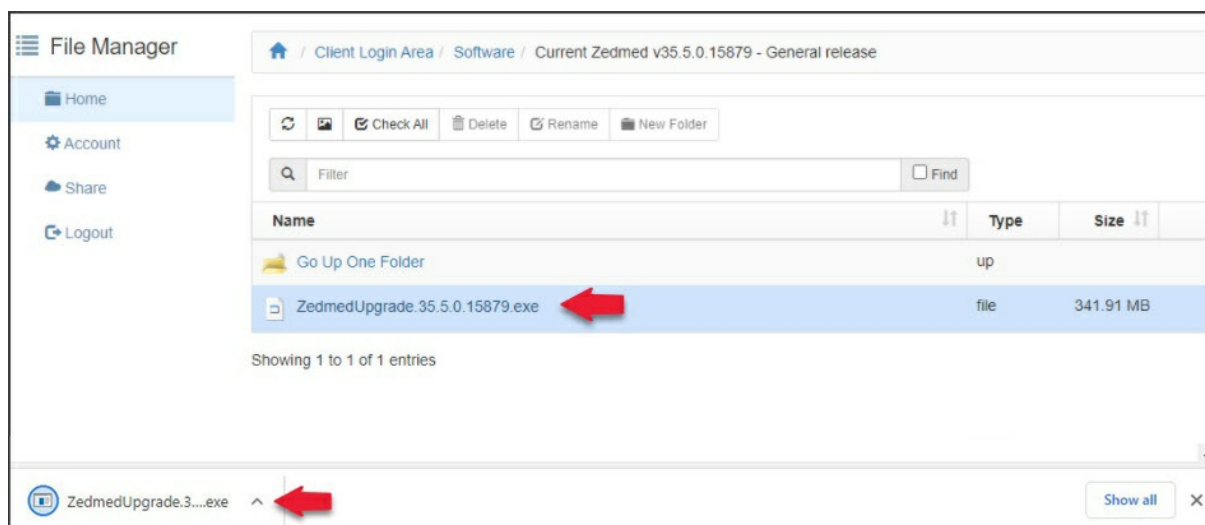 File Manager
Home
Account
Share
Logout
/ Client Login Area / Software / Current Zedmed v35.5.0.15879 - General release
Check All Delete Rename New Folder
Filter Find
Name Type Size
Go Up One Folder up
ZedmedUpgrade.35.5.0.15879.exe file 341.91 MB
Showing 1 to 1 of 1 entries
ZedmedUpgrade.3....exe Show all